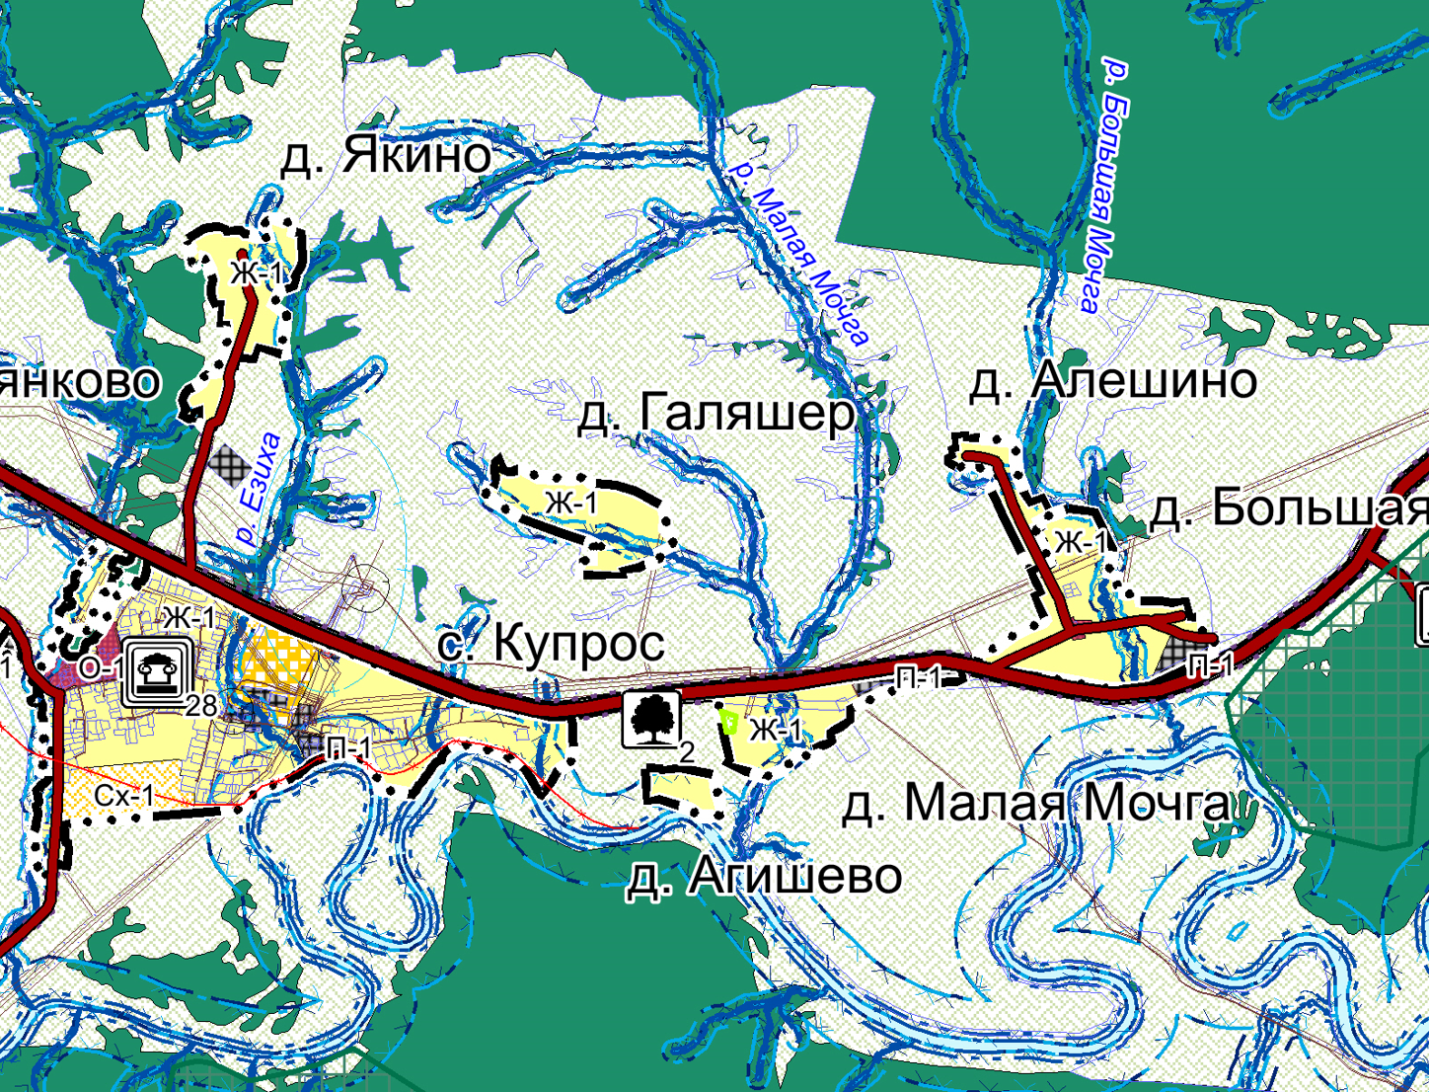 р. Большая Мочга
д. Якино
р. Малая Мочга
Ж-1
янково
д. Алешино
д. Галяшер
р. Езиха
Ж-1
д. Большая
Ж-1
Ж-1
с. Купрос
1
О-1
П-1
П-1
28
2
Ж-1
П-1
Сх-1
д. Малая Мочга
д. Агишево